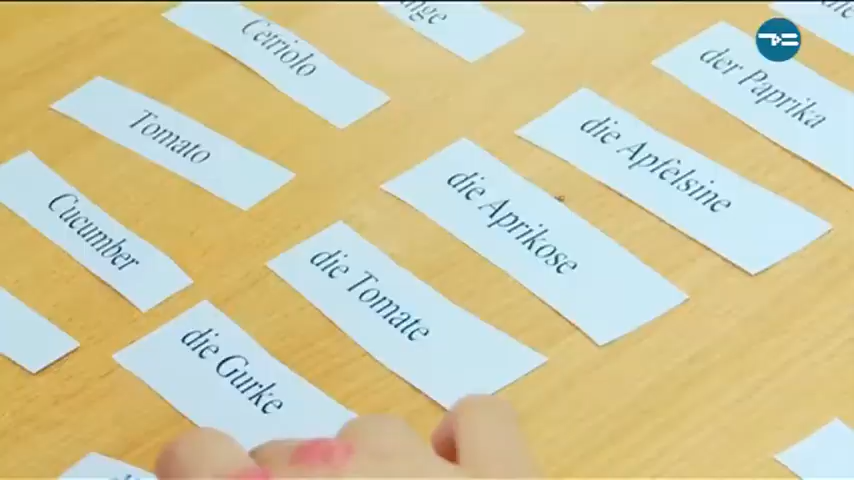 Cetriolo
der Paprika
Tomato
die Apfelsine
Cucumber
die Aprikose
die Tomate
die Gurke